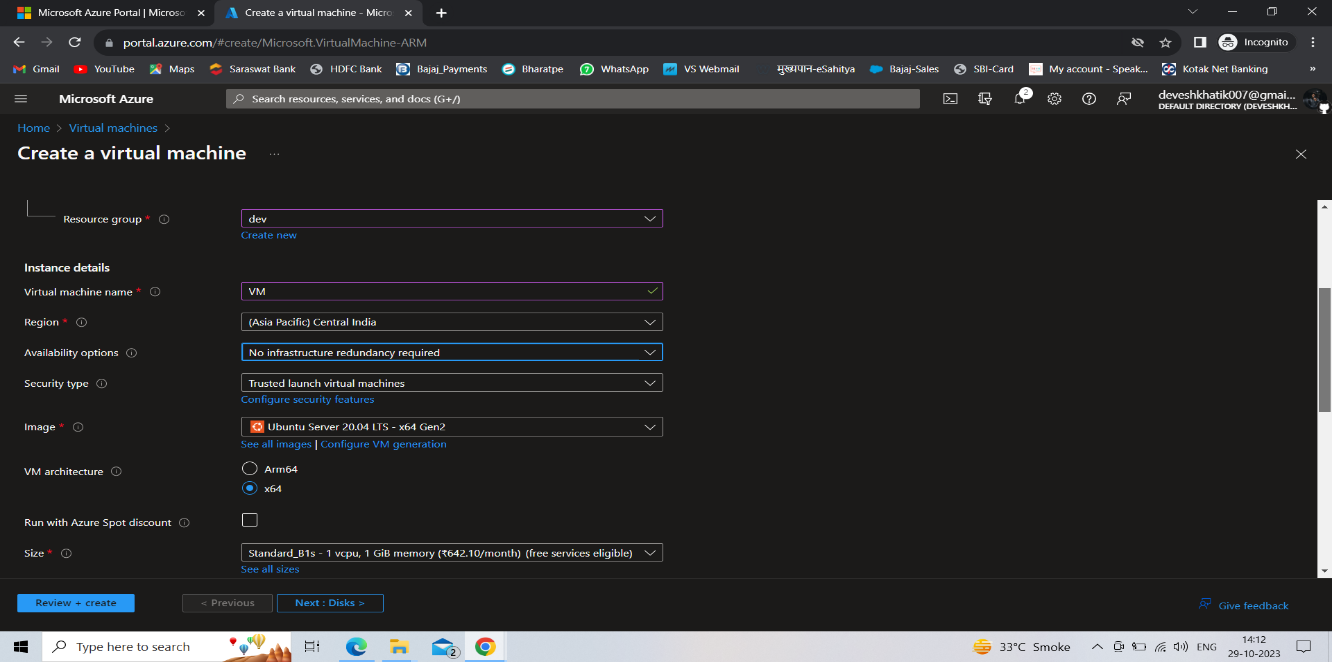 Microsoft Azure Portal | Microso
Create a virtual machine - Micro
portal.azure.com/#create/Microsoft.VirtualMachine-ARM
Incognito
Gmail
YouTube
Maps
Saraswat Bank
HDFC Bank
Bajaj_Payments
Bharatpe
WhatsApp
VS Webmail
मुख्यपान-eSahitya
Bajaj-Sales
SBI-Card
My account - Speak...
Kotak Net Banking
»
Microsoft Azure
Search resources, services, and docs (G+/)
2
deveshkhatik007@gmai...
DEFAULT DIRECTORY (DEVESHKH...
Home > Virtual machines >
Create a virtual machine ...
Resource group *
dev
Create new
Instance details
Virtual machine name *
VM
Region *
(Asia Pacific) Central India
Availability options
No infrastructure redundancy required
Security type
Trusted launch virtual machines
Configure security features
Image *
Ubuntu Server 20.04 LTS - x64 Gen2
See all images | Configure VM generation
VM architecture
Arm64
x64
Run with Azure Spot discount
Size *
Standard_B1s - 1 vcpu, 1 GiB memory (₹642.10/month) (free services eligible)
See all sizes
Review + create
< Previous
Next : Disks >
Give feedback
Type here to search
2
33°C Smoke
ENG
14:12
29-10-2023